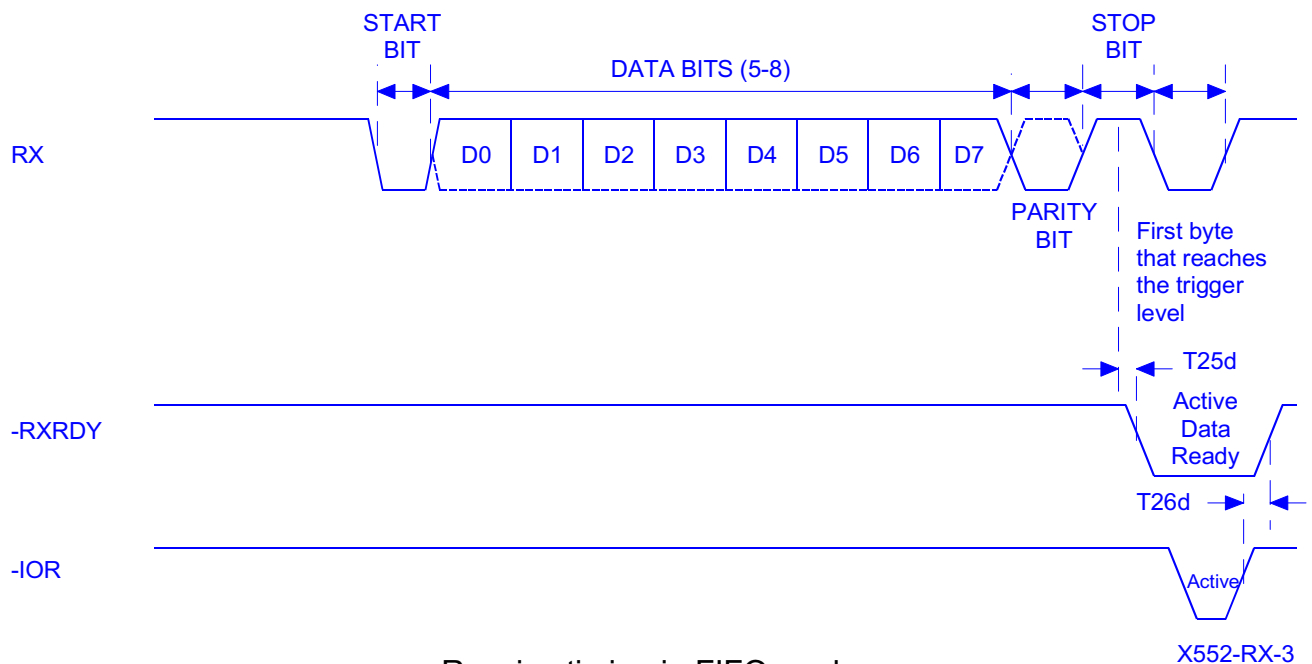 START
BIT
STOP
BIT
DATA BITS (5-8)
RX
D0 D1 D2 D3 D4 D5 D6 D7
PARITY
BIT
First byte
that reaches
the trigger
level
T25d
-RXRDY
Active
Data
Ready
T26d
-IOR
Active
X552-RX-3